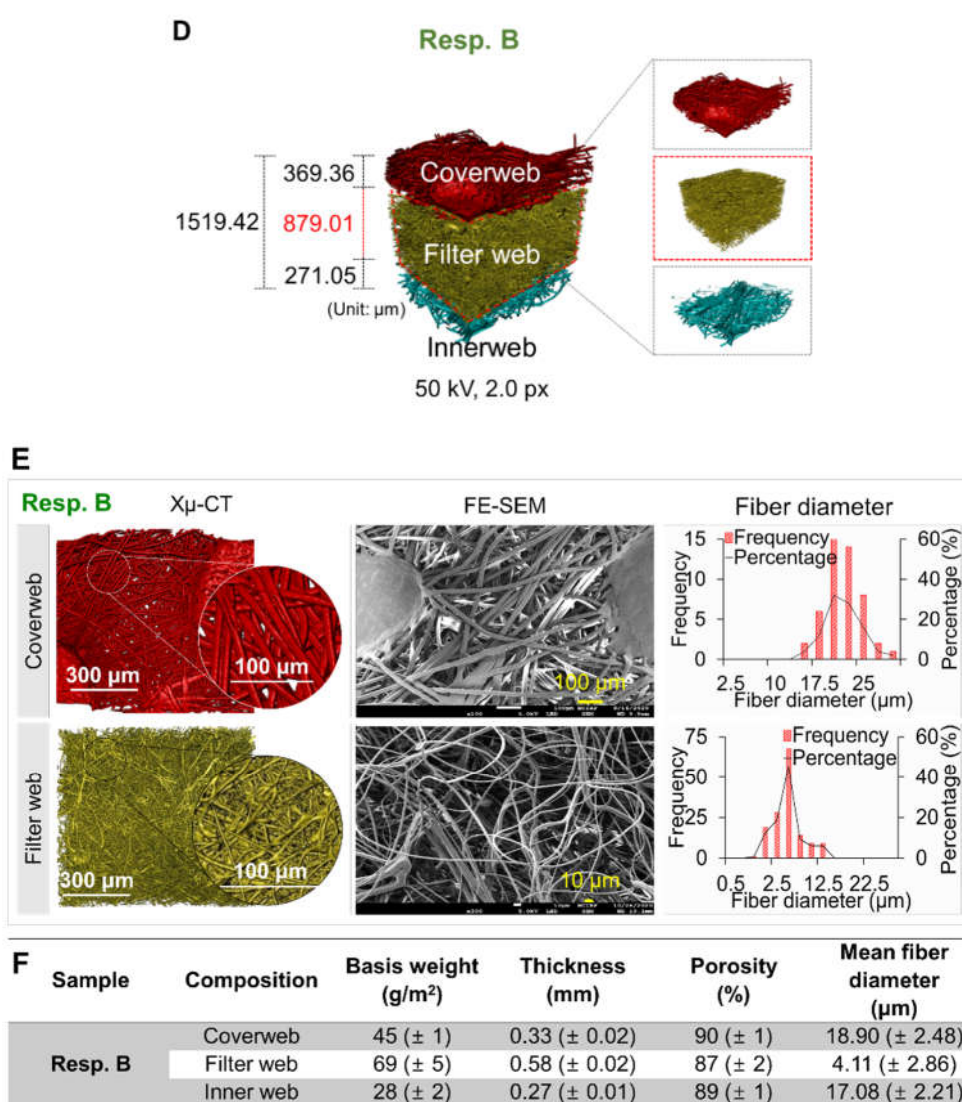 D
Resp. B
369.36
1519.42
879.01
271.05
(Unit: μm)
Coverweb
Filter web
Innerweb
50 kV, 2.0 px
E
Resp. B
Xμ-CT
FE-SEM
Fiber diameter
Coverweb
300 μm
100 μm
100 μm
Frequency
Percentage
15
10
5
0
60
40
20
0
Frequency
Percentage (%)
2.5 10 17.5 25
Fiber diameter (μm)
Filter web
300 μm
100 μm
10 μm
Frequency
Percentage
75
50
25
0
60
40
20
0
Frequency
Percentage (%)
0.5 2.5 12.5 22.5
Fiber diameter (μm)
F
Sample Composition Basis weight (g/m²) Thickness (mm) Porosity (%) Mean fiber diameter (μm)
Resp. B
Coverweb 45 (± 1) 0.33 (± 0.02) 90 (± 1) 18.90 (± 2.48)
Filter web 69 (± 5) 0.58 (± 0.02) 87 (± 2) 4.11 (± 2.86)
Inner web 28 (± 2) 0.27 (± 0.01) 89 (± 1) 17.08 (± 2.21)